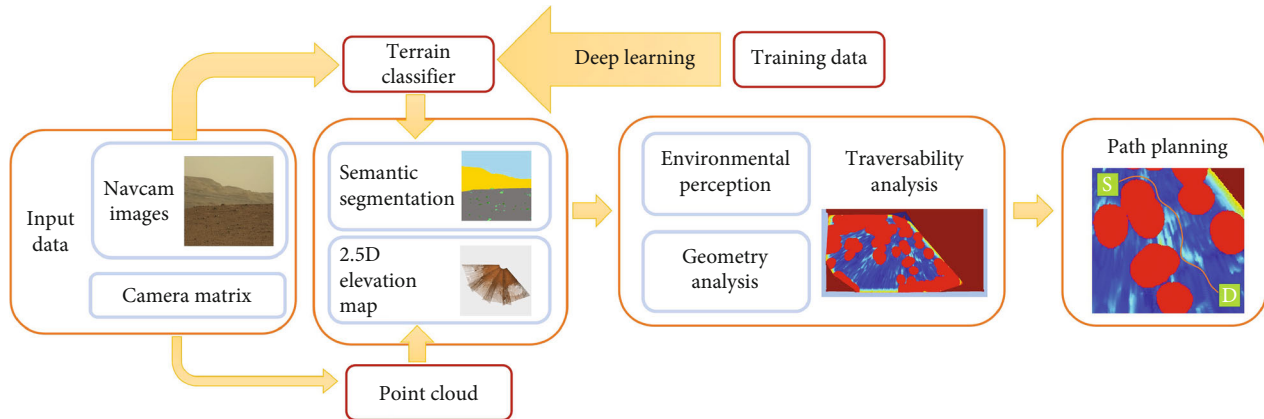 Terrain
classifier
Deep learning
Training data
Input
data
Navcam
images
Camera matrix
Semantic
segmentation
2.5D
elevation
map
Point cloud
Environmental
perception
Geometry
analysis
Traversability
analysis
Path planning
S
D